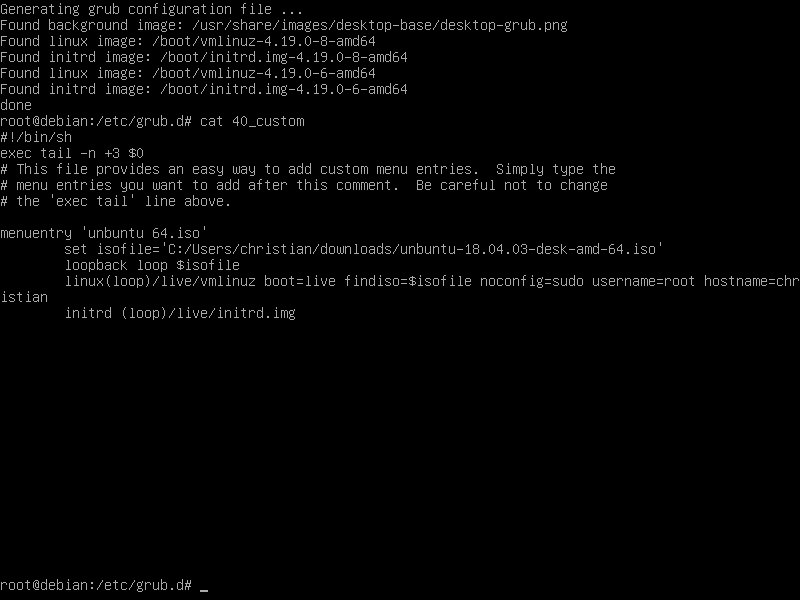 Generating grub configuration file ...
Found background image: /usr/share/images/desktop-base/desktop-grub.png
Found linux image: /boot/vmlinuz-4.19.0-8-amd64
Found initrd image: /boot/initrd.img-4.19.0-8-amd64
Found linux image: /boot/vmlinuz-4.19.0-6-amd64
Found initrd image: /boot/initrd.img-4.19.0-6-amd64
done
root@debian:/etc/grub.d# cat 40_custom
#!/bin/sh
exec tail -n +3 $0
# This file provides an easy way to add custom menu entries.  Simply type the
# menu entries you want to add after this comment.  Be careful not to change
# the 'exec tail' line above.

menuentry 'unbuntu 64.iso'
        set isofile='C:/Users/christian/downloads/unbuntu-18.04.03-desk-amd-64.iso'
        loopback loop $isofile
        linux(loop)/live/vmlinuz boot=live findiso=$isofile noconfig=sudo username=root hostname=chr
istian
        initrd (loop)/live/initrd.img

root@debian:/etc/grub.d# _